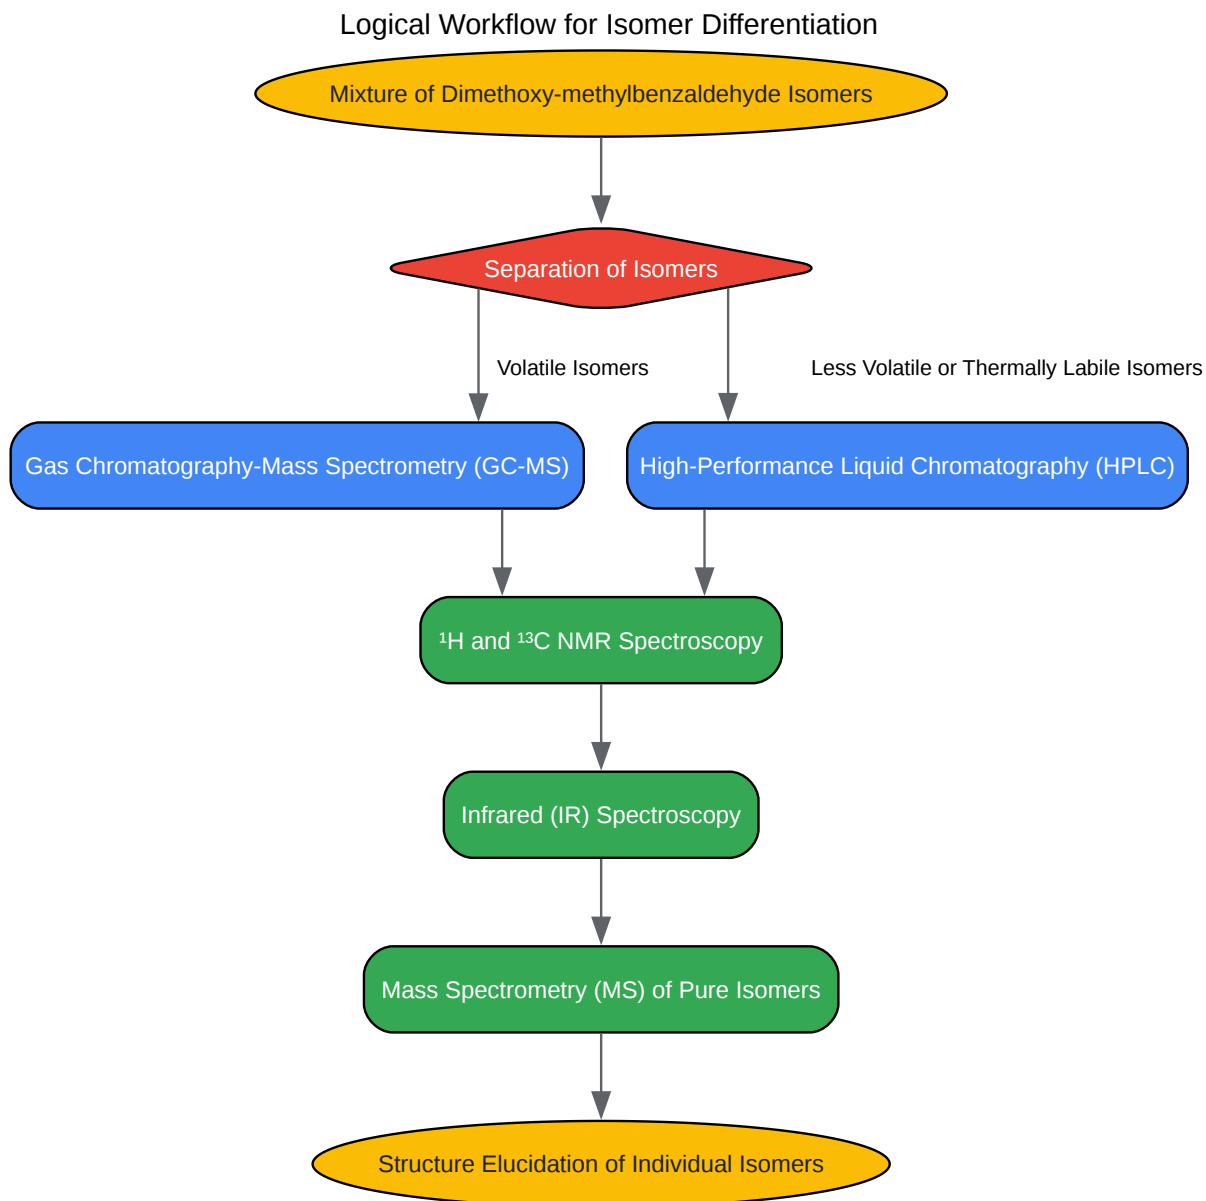 Logical Workflow for Isomer Differentiation
Mixture of Dimethoxy-methylbenzaldehyde Isomers
Separation of Isomers
Volatile Isomers
Less Volatile or Thermally Labile Isomers
Gas Chromatography-Mass Spectrometry (GC-MS)
High-Performance Liquid Chromatography (HPLC)
¹H and ¹³C NMR Spectroscopy
Infrared (IR) Spectroscopy
Mass Spectrometry (MS) of Pure Isomers
Structure Elucidation of Individual Isomers